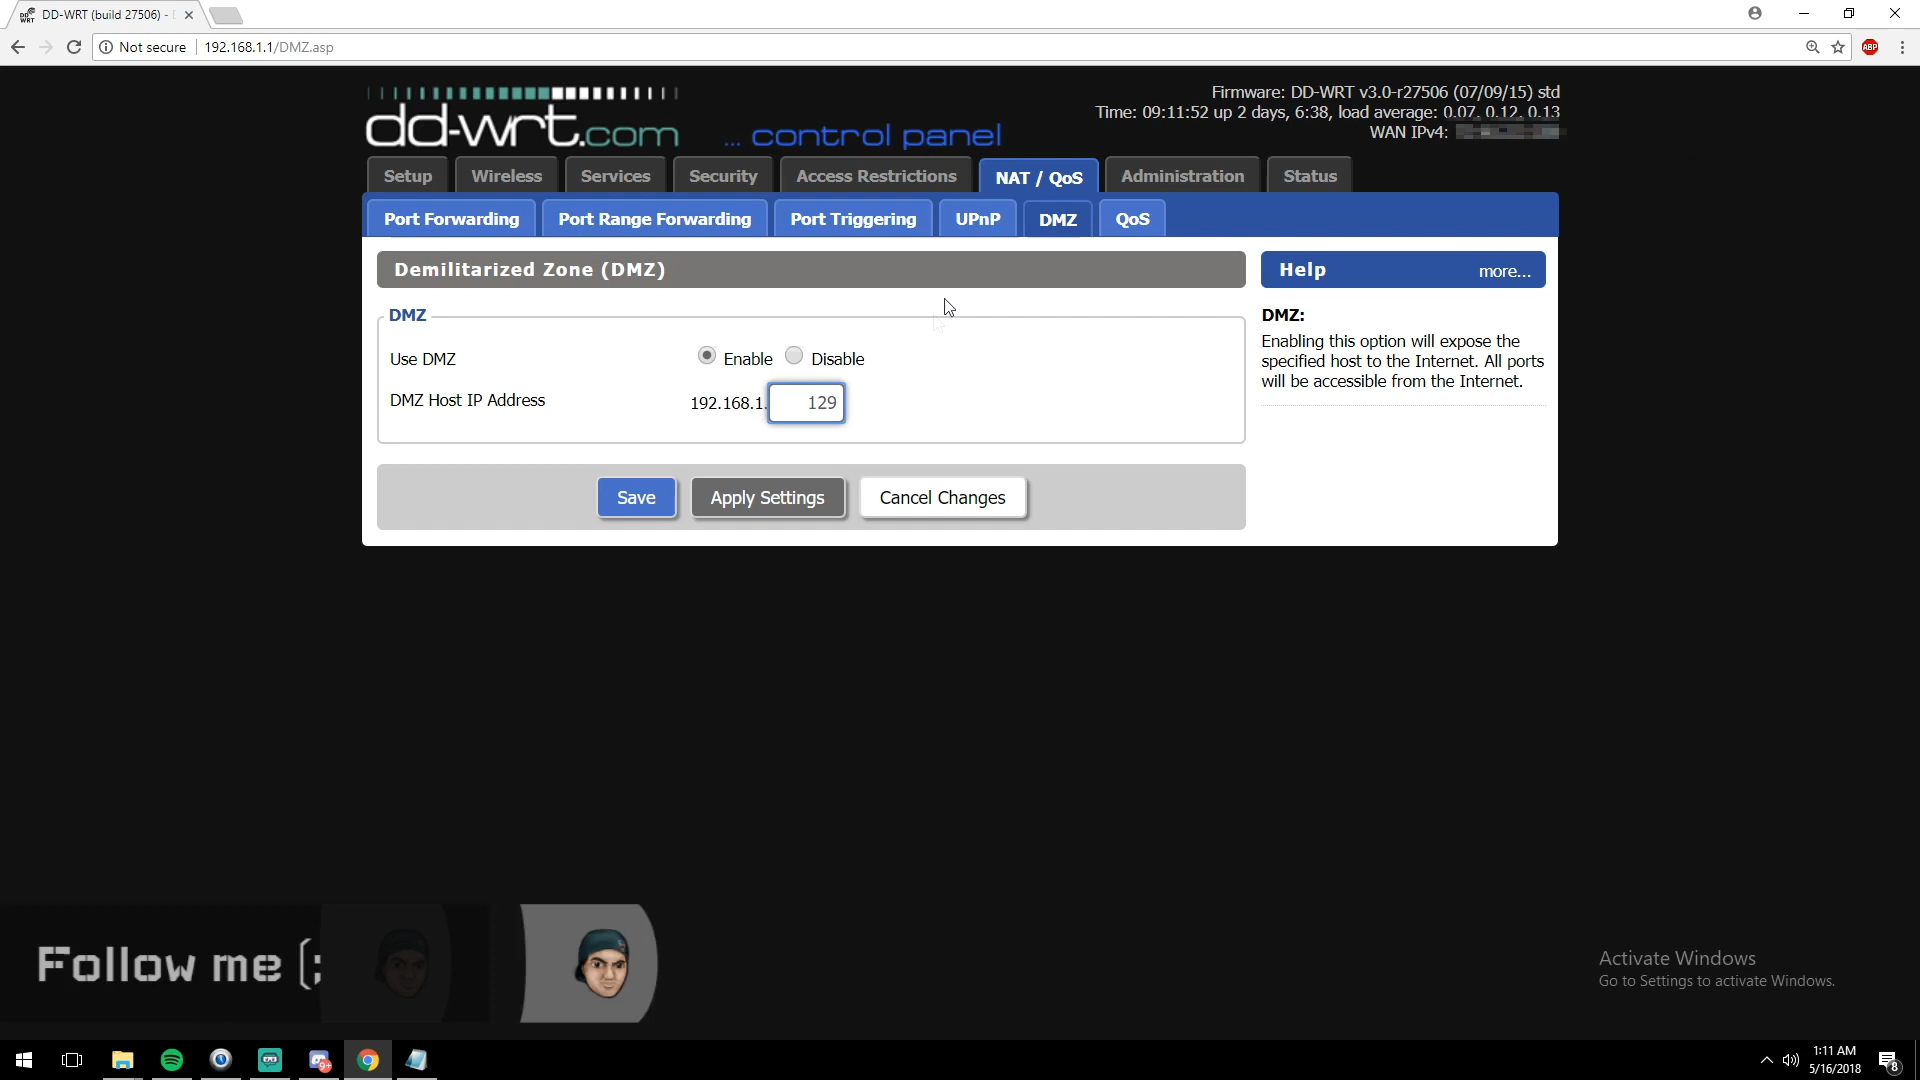 DD-WRT (build 27506) -
Not secure 192.168.1.1/DMZ.asp
ABP
dd-wrt.com ... control panel
Firmware: DD-WRT v3.0-r27506 (07/09/15) std
Time: 09:11:52 up 2 days, 6:38, load average: 0.07, 0.12, 0.13
WAN IPv4:
Setup Wireless Services Security Access Restrictions NAT / QoS Administration Status
Port Forwarding Port Range Forwarding Port Triggering UPnP DMZ QoS
Demilitarized Zone (DMZ)
DMZ
Use DMZ Enable Disable
DMZ Host IP Address 192.168.1. 129
Save Apply Settings Cancel Changes
Help more...
DMZ:
Enabling this option will expose the
specified host to the Internet. All ports
will be accessible from the Internet.
Follow me (;
Activate Windows
Go to Settings to activate Windows.
9+
1:11 AM
5/16/2018
8